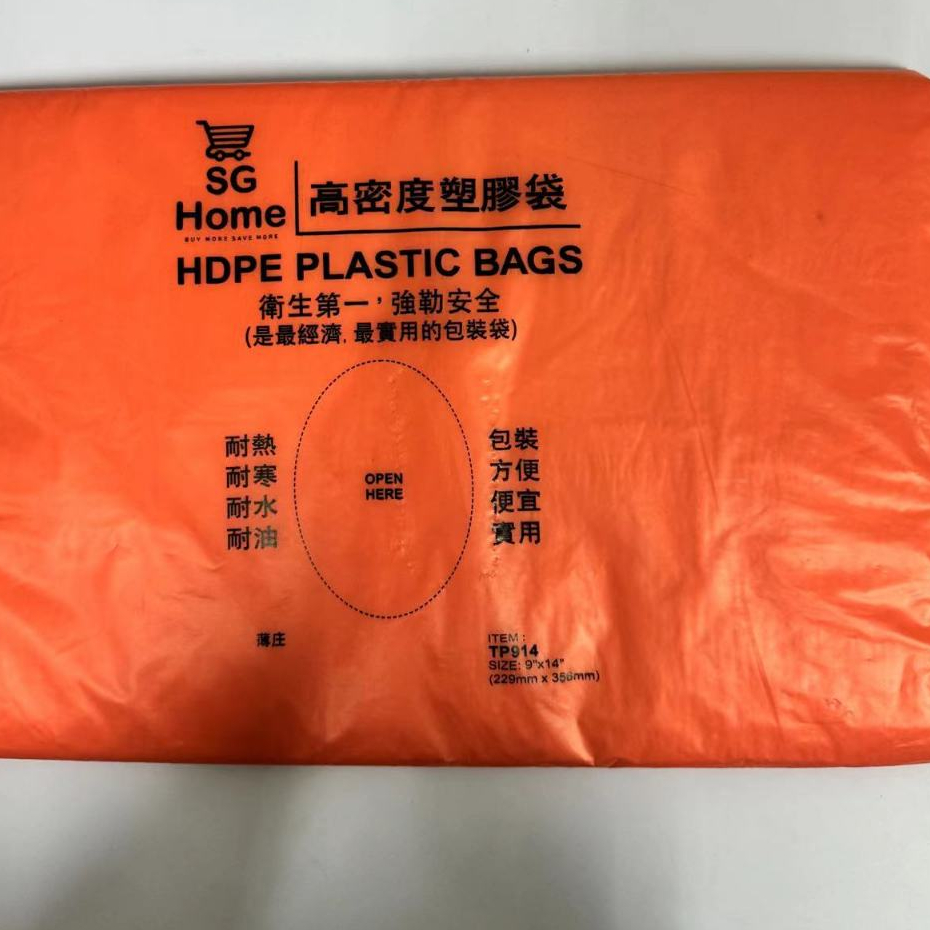 SG
Home
BUY MORE SAVE MORE
高密度塑膠袋
HDPE PLASTIC BAGS
衛生第一，強勒安全
(是最經濟, 最實用的包裝袋)
耐熱
耐寒
耐水
耐油
OPEN
HERE
包裝
方便
便宜
實用
薄庄
ITEM :
TP914
SIZE: 9"x14"
(229mm x 356mm)